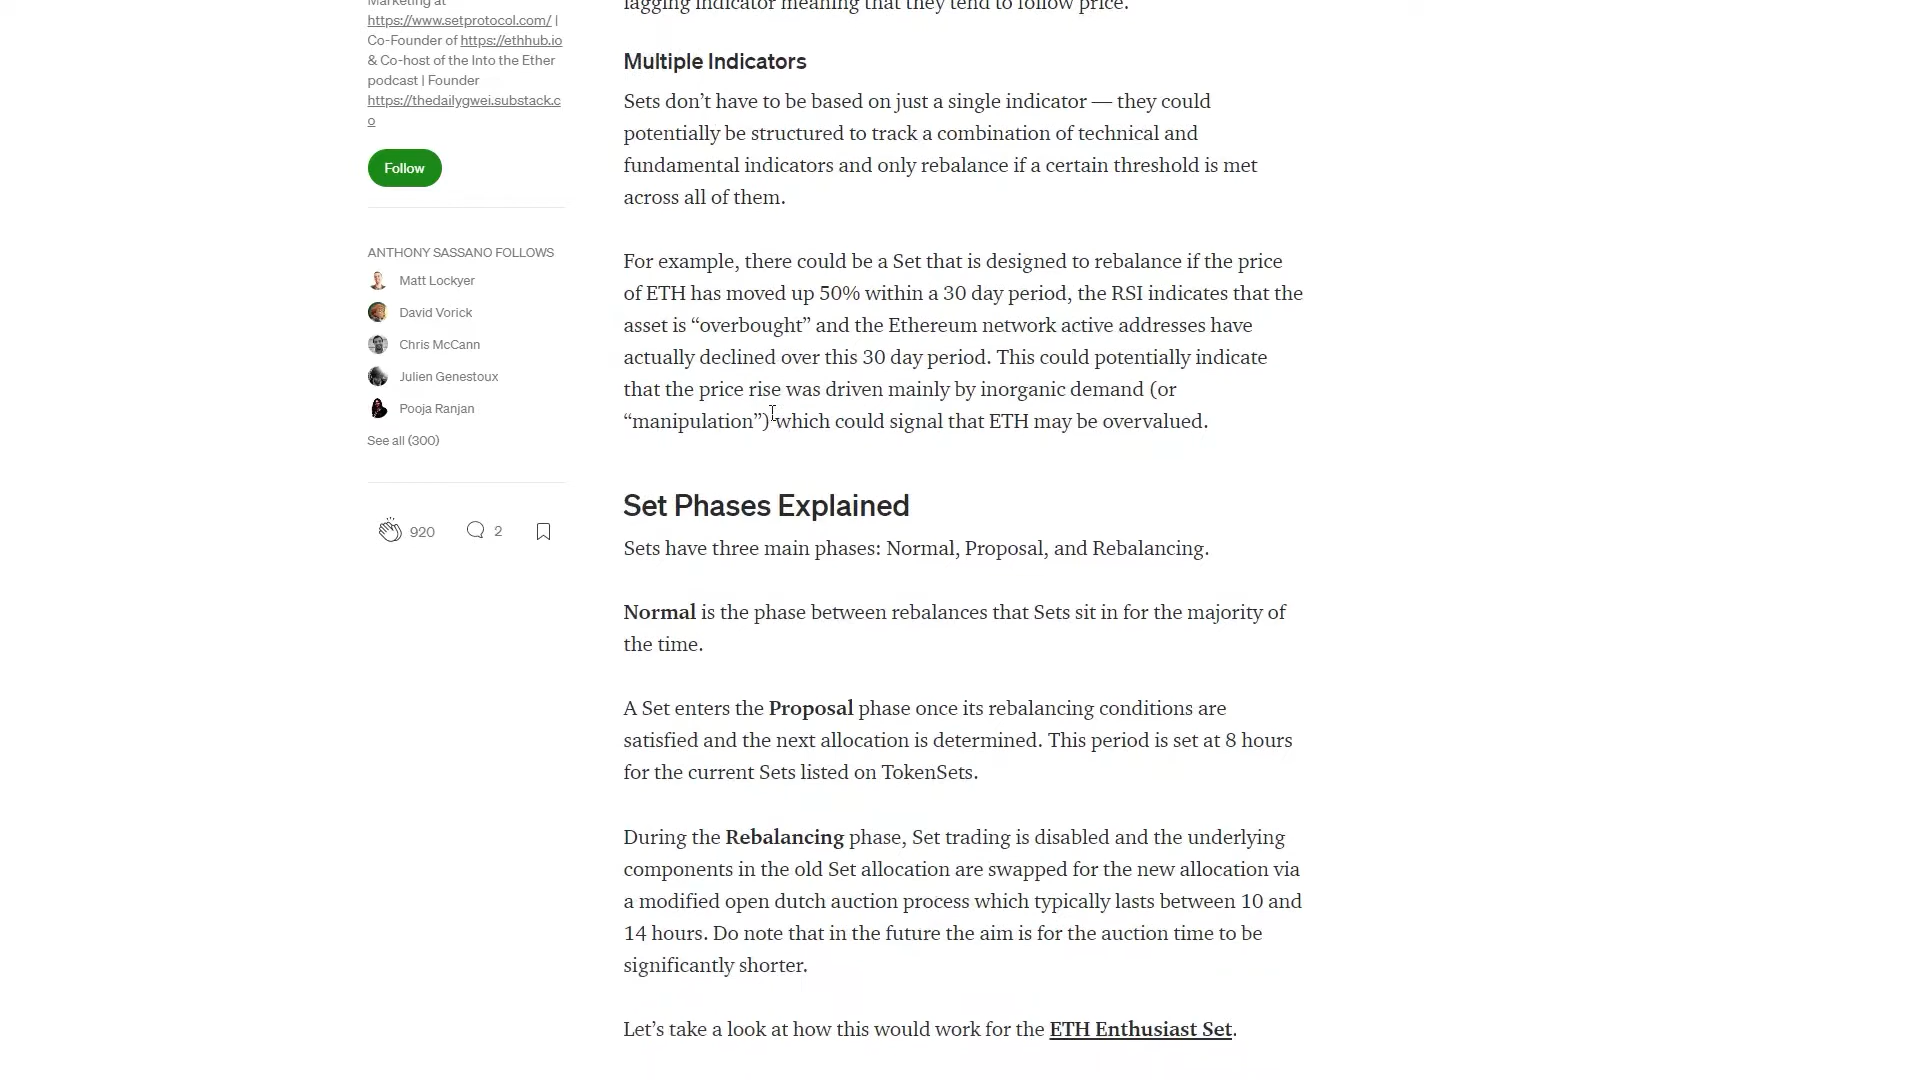 Marketing at
https://www.setprotocol.com/ |
Co-Founder of https://ethhub.io
& Co-host of the Into the Ether
podcast | Founder
https://thedailygwei.substack.c
o
Follow
ANTHONY SASSANO FOLLOWS
Matt Lockyer
David Vorick
Chris McCann
Julien Genestoux
Pooja Ranjan
See all (300)
920
2
lagging indicator meaning that they tend to follow price.
Multiple Indicators
Sets don’t have to be based on just a single indicator — they could
potentially be structured to track a combination of technical and
fundamental indicators and only rebalance if a certain threshold is met
across all of them.
For example, there could be a Set that is designed to rebalance if the price
of ETH has moved up 50% within a 30 day period, the RSI indicates that the
asset is “overbought” and the Ethereum network active addresses have
actually declined over this 30 day period. This could potentially indicate
that the price rise was driven mainly by inorganic demand (or
“manipulation”) which could signal that ETH may be overvalued.
Set Phases Explained
Sets have three main phases: Normal, Proposal, and Rebalancing.
Normal is the phase between rebalances that Sets sit in for the majority of
the time.
A Set enters the Proposal phase once its rebalancing conditions are
satisfied and the next allocation is determined. This period is set at 8 hours
for the current Sets listed on TokenSets.
During the Rebalancing phase, Set trading is disabled and the underlying
components in the old Set allocation are swapped for the new allocation via
a modified open dutch auction process which typically lasts between 10 and
14 hours. Do note that in the future the aim is for the auction time to be
significantly shorter.
Let’s take a look at how this would work for the ETH Enthusiast Set.